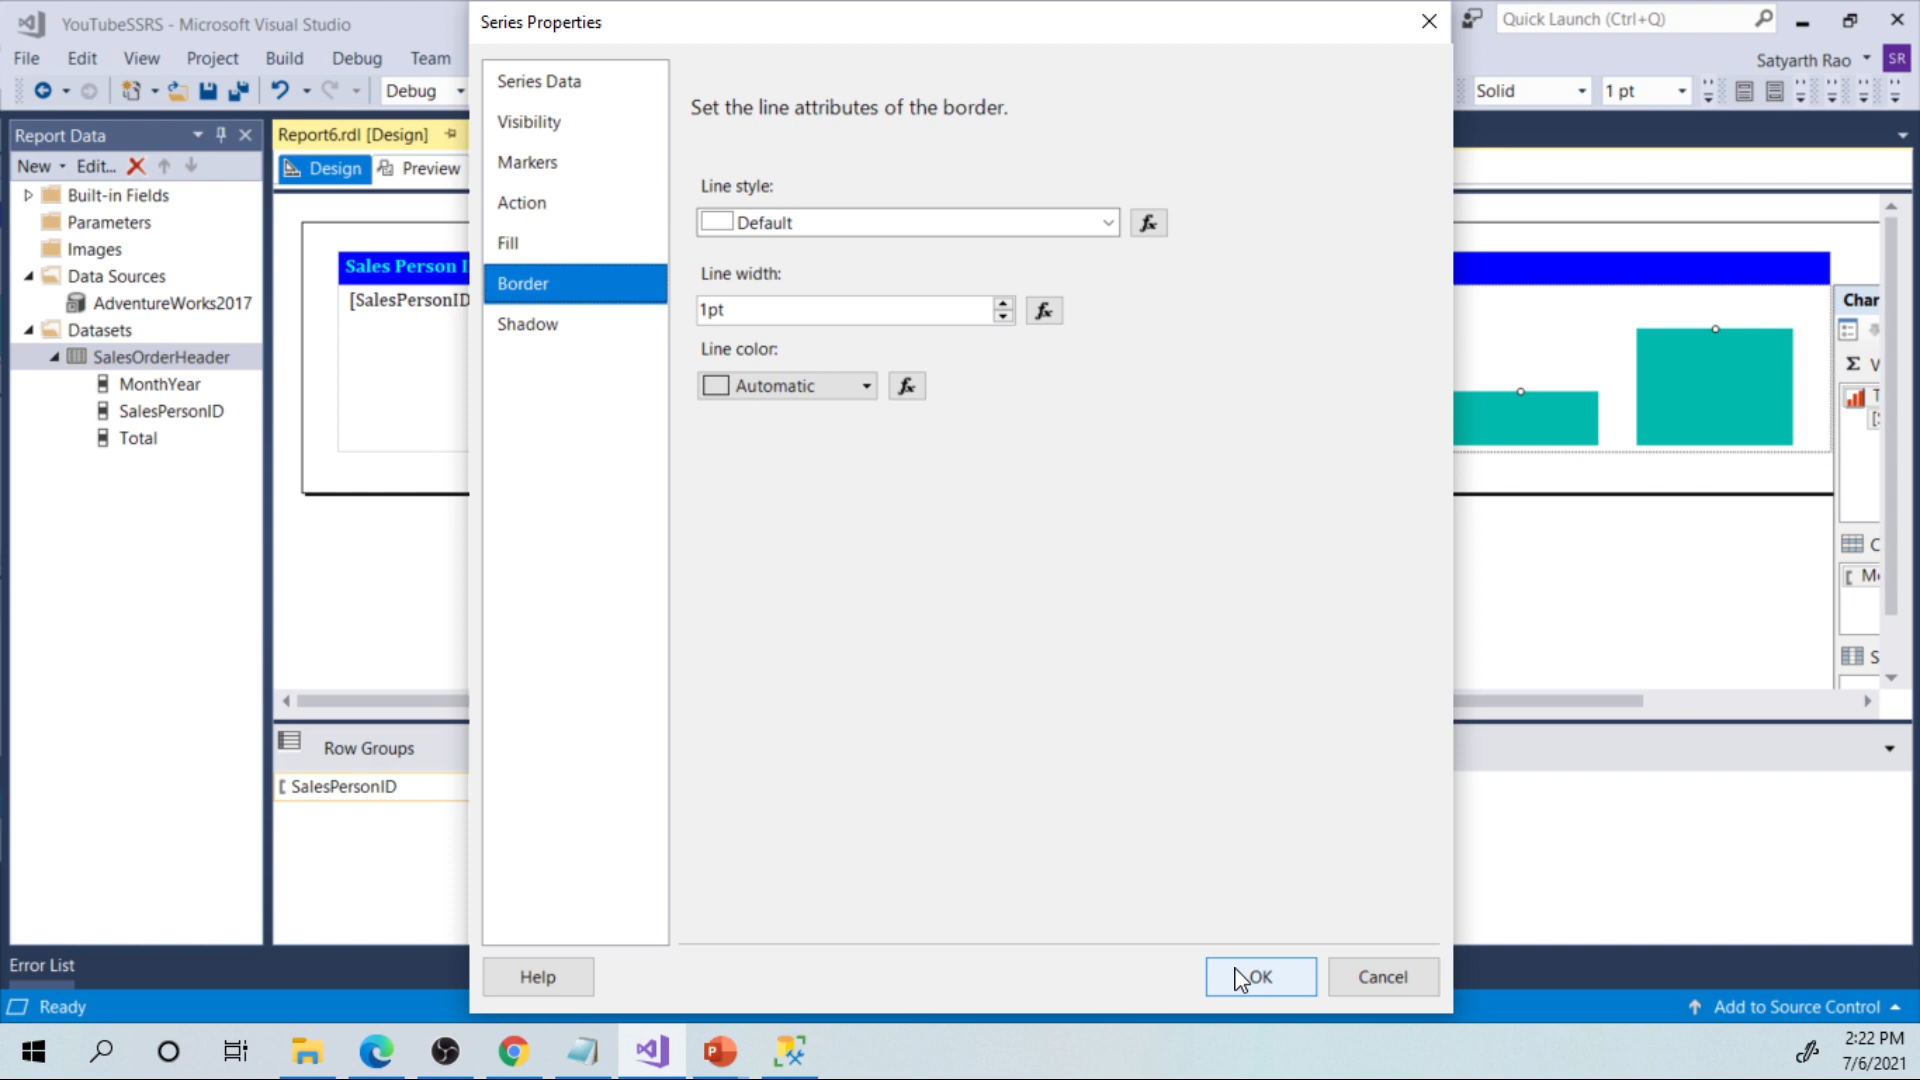 YouTubeSSRS - Microsoft Visual Studio
Series Properties
Quick Launch (Ctrl+Q)
File Edit View Project Build Debug Team
Satyarth Rao SR
Debug
Solid 1 pt
Report Data
Report6.rdl [Design]
New Edit...
Design Preview
Built-in Fields
Parameters
Images
Data Sources
AdventureWorks2017
Datasets
SalesOrderHeader
MonthYear
SalesPersonID
Total
Sales Person I
[SalesPersonID
Series Data
Visibility
Markers
Action
Fill
Border
Shadow
Set the line attributes of the border.
Line style:
Default fx
Line width:
1pt fx
Line color:
Automatic fx
Char
Σ V
T
[
C
[ M
S
Row Groups
[ SalesPersonID
Help OK Cancel
Error List
Ready
Add to Source Control
2:22 PM
7/6/2021